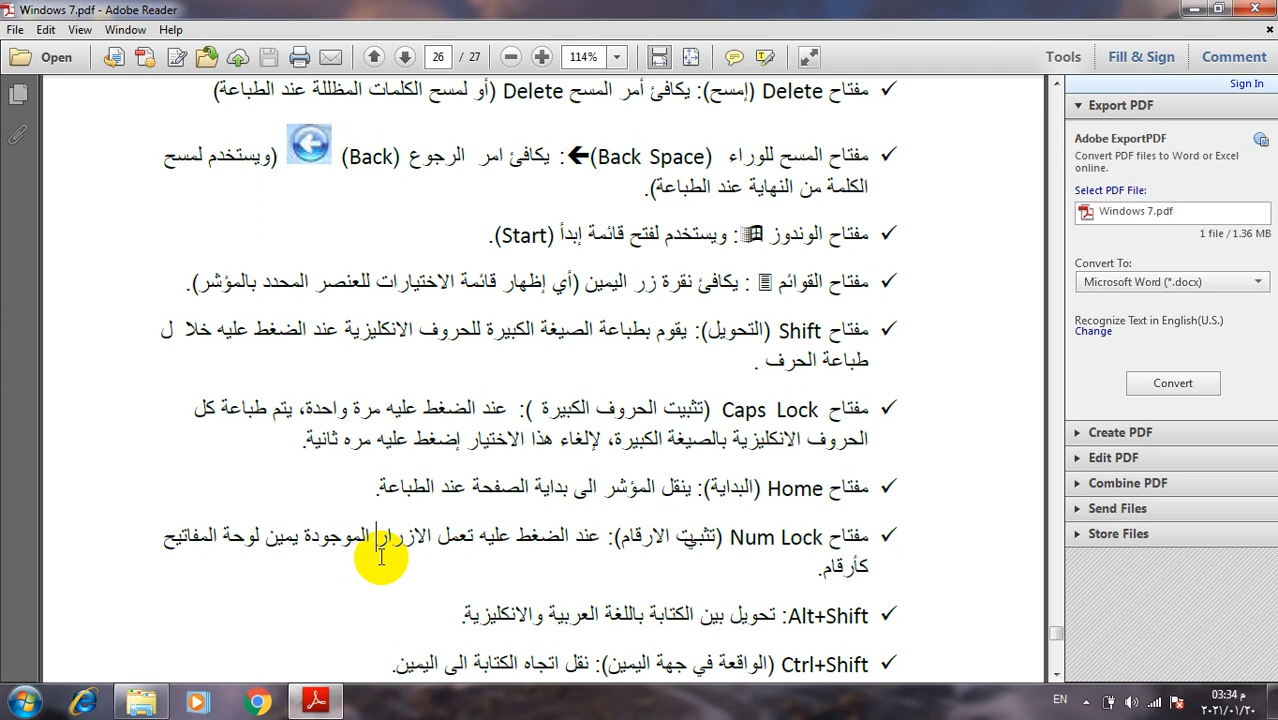 Windows 7.pdf - Adobe Reader
File Edit View Window Help
Open 26 / 27 114% Tools Fill & Sign Comment
Sign In
Export PDF
Adobe ExportPDF
Convert PDF files to Word or Excel
online.
Select PDF File:
Windows 7.pdf
1 file / 1.36 MB
Convert To:
Microsoft Word (*.docx)
Recognize Text in English(U.S.)
Change
Convert
Create PDF
Edit PDF
Combine PDF
Send Files
Store Files
✓ مفتاح Delete (إمسح): يكافئ أمر المسح Delete (أو لمسح الكلمات المظللة عند الطباعة)
✓ مفتاح المسح للوراء (Back Space)🡸: يكافئ امر الرجوع (Back) (ويستخدم لمسح
الكلمة من النهاية عند الطباعة).
✓ مفتاح الوندوز : ويستخدم لفتح قائمة إبدأ (Start).
✓ مفتاح القوائم : يكافئ نقرة زر اليمين (أي إظهار قائمة الاختيارات للعنصر المحدد بالمؤشر).
✓ مفتاح Shift (التحويل): يقوم بطباعة الصيغة الكبيرة للحروف الانكليزية عند الضغط عليه خلا ل
طباعة الحرف .
✓ مفتاح Caps Lock (تثبيت الحروف الكبيرة ): عند الضغط عليه مرة واحدة، يتم طباعة كل
الحروف الانكليزية بالصيغة الكبيرة، لإلغاء هذا الاختيار إضغط عليه مره ثانية.
✓ مفتاح Home (البداية): ينقل المؤشر الى بداية الصفحة عند الطباعة.
✓ مفتاح Num Lock (تثبيت الارقام): عند الضغط عليه تعمل الازرار الموجودة يمين لوحة المفاتيح
كأرقام.
✓ Alt+Shift: تحويل بين الكتابة باللغة العربية والانكليزية.
✓ Ctrl+Shift (الواقعة في جهة اليمين): نقل اتجاه الكتابة الى اليمين.
EN
03:34 م
٢٠٢١/٠١/٢٠